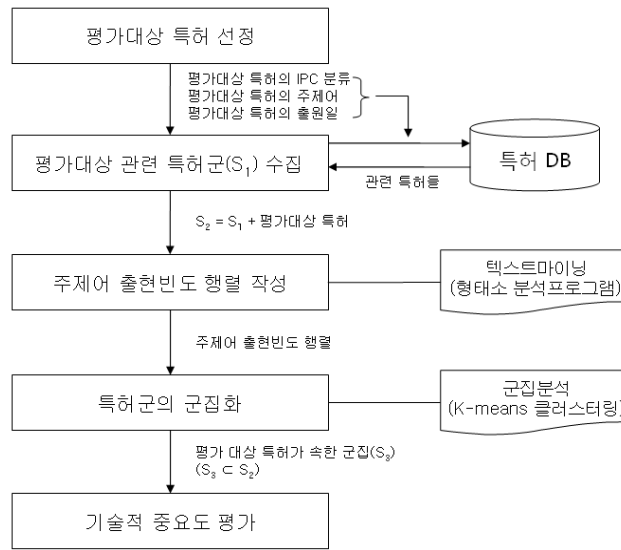 평가대상 특허 선정
평가대상 특허의 IPC 분류
평가대상 특허의 주제어
평가대상 특허의 출원일
평가대상 관련 특허군(S₁) 수집
특허 DB
관련 특허들
S₂ = S₁ + 평가대상 특허
주제어 출현빈도 행렬 작성
텍스트마이닝
(형태소 분석프로그램)
주제어 출현빈도 행렬
특허군의 군집화
군집분석
(K-means 클러스터링)
평가 대상 특허가 속한 군집(S₃)
(S₃ ⊂ S₂)
기술적 중요도 평가